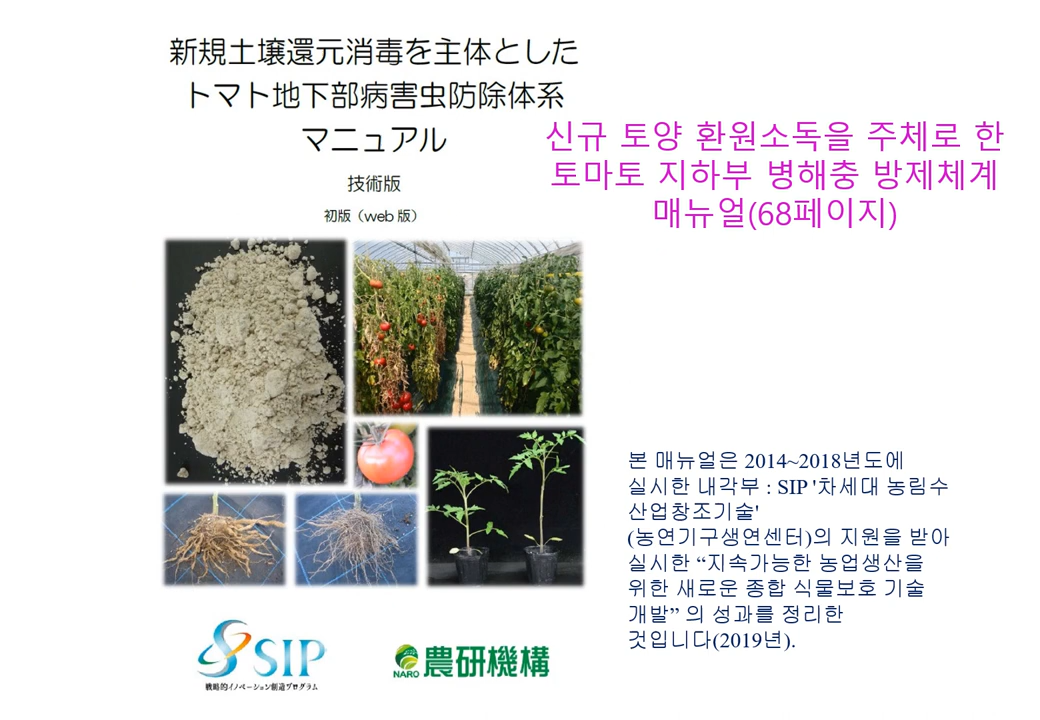 新規土壌還元消毒を主体とした
トマト地下部病害虫防除体系
マニュアル
技術版
初版（web 版）
신규 토양 환원소독을 주체로 한
토마토 지하부 병해충 방제체계
매뉴얼(68페이지)
본 매뉴얼은 2014~2018년도에
실시한 내각부 : SIP '차세대 농림수
산업창조기술'
(농연기구생연센터)의 지원을 받아
실시한 “지속가능한 농업생산을
위한 새로운 종합 식물보호 기술
개발” 의 성과를 정리한
것입니다(2019년).
SIP
戦略的イノベーション創造プログラム
NARO 農研機構